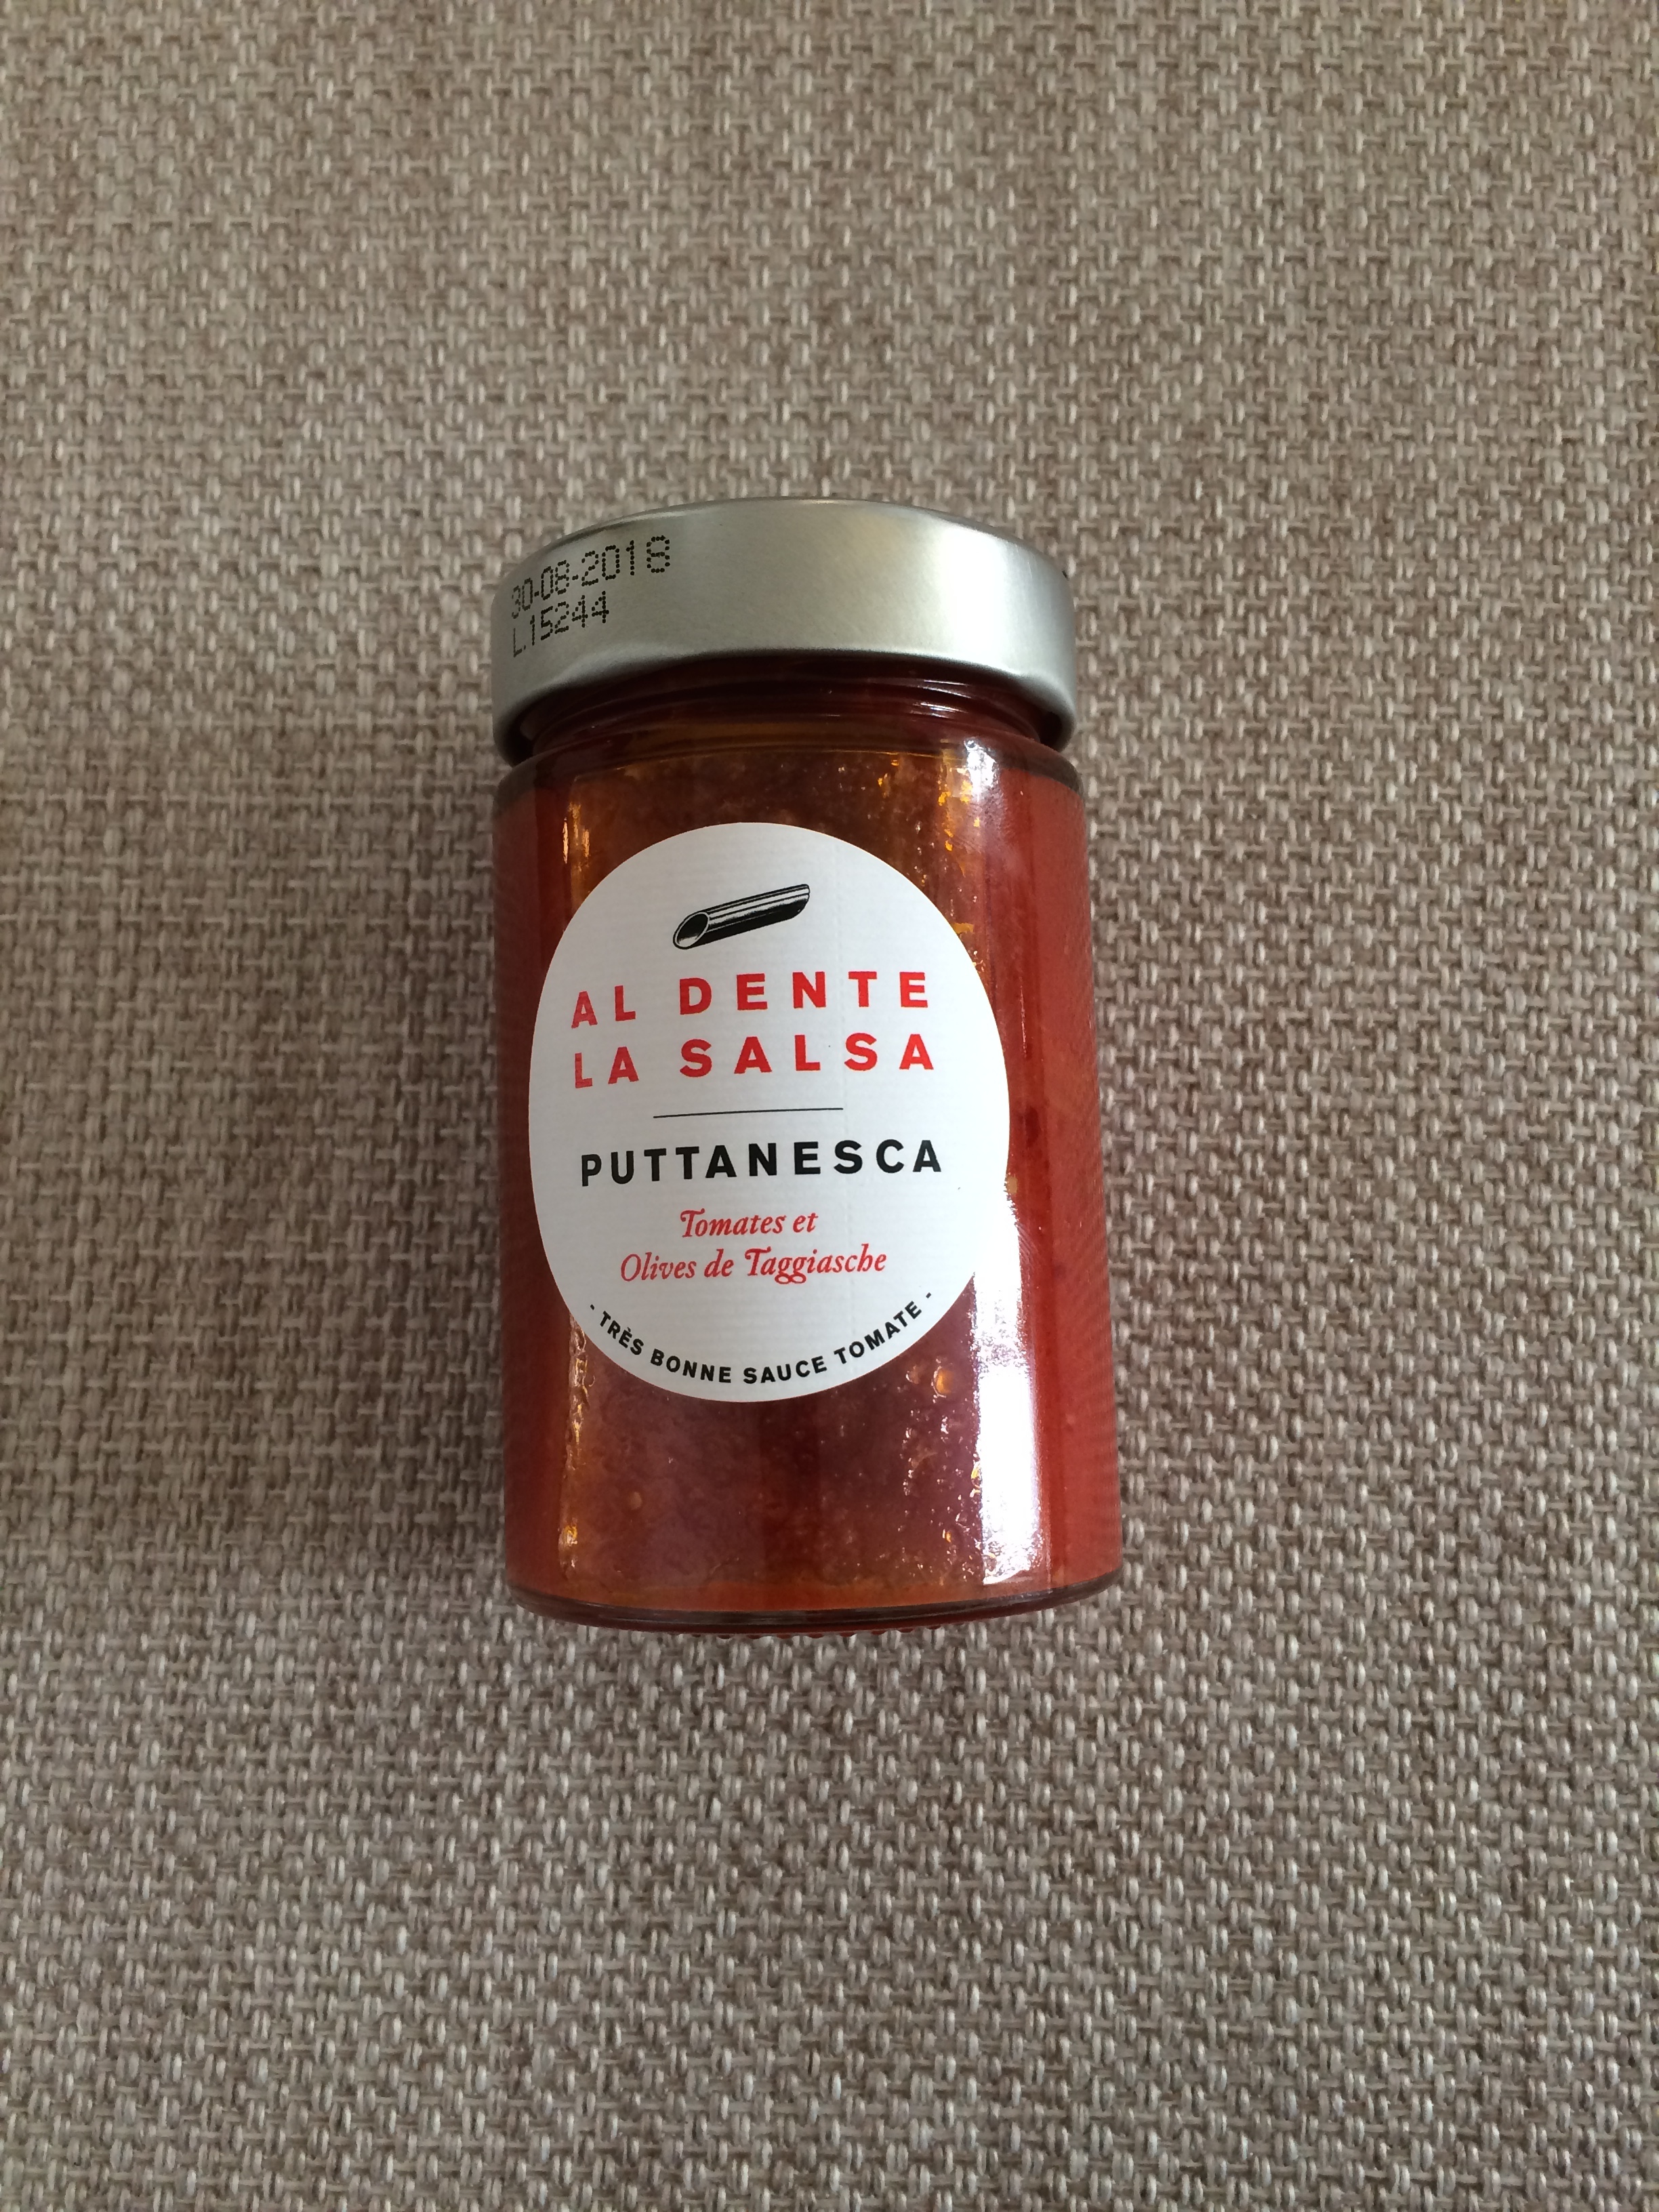 30-08-2018
L.15244
AL DENTE
LA SALSA
PUTTANESCA
Tomates et
Olives de Taggiasche
- TRÈS BONNE SAUCE TOMATE -